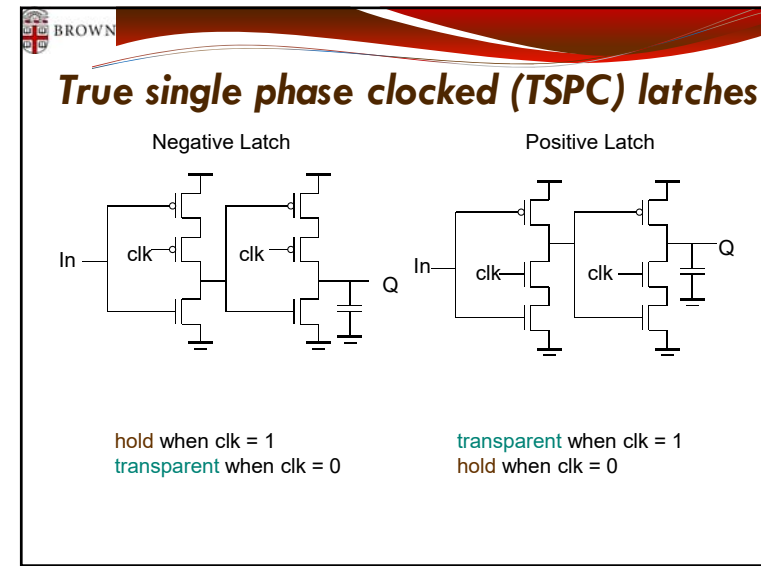 BROWN
True single phase clocked (TSPC) latches
Negative Latch
Positive Latch
In
clk
clk
Q
In
clk
clk
Q
hold when clk = 1
transparent when clk = 0
transparent when clk = 1
hold when clk = 0